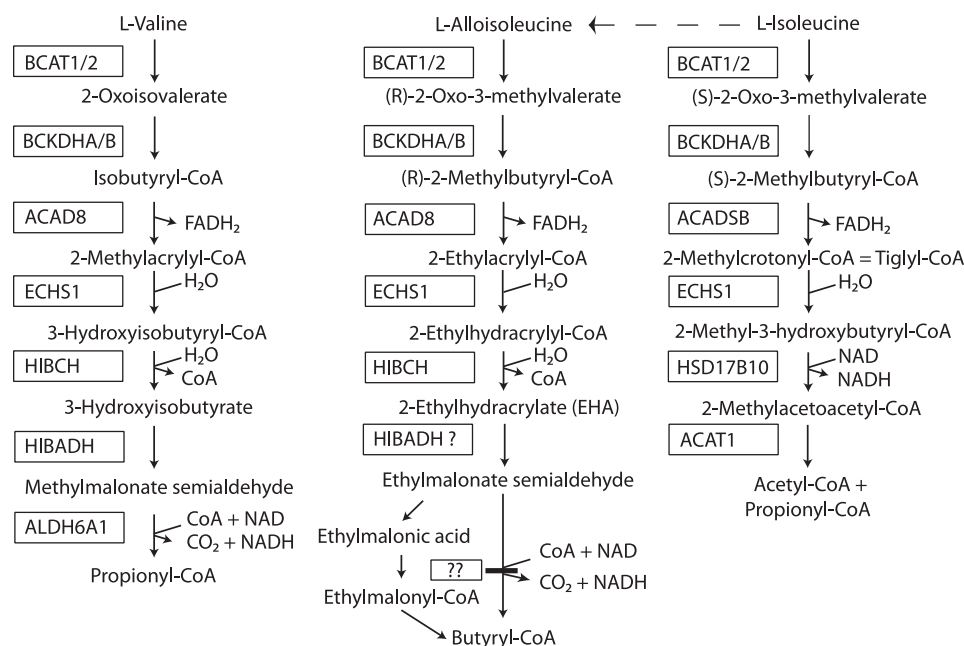 L-Valine
BCAT1/2
2-Oxoisovalerate
BCKDHA/B
Isobutyryl-CoA
ACAD8
FADH₂
2-Methylacrylyl-CoA
ECHS1
H₂O
3-Hydroxyisobutyryl-CoA
HIBCH
H₂O
CoA
3-Hydroxyisobutyrate
HIBADH
Methylmalonate semialdehyde
ALDH6A1
CoA + NAD
CO₂ + NADH
Propionyl-CoA
L-Alloisoleucine
BCAT1/2
(R)-2-Oxo-3-methylvalerate
BCKDHA/B
(R)-2-Methylbutyryl-CoA
ACAD8
FADH₂
2-Ethylacrylyl-CoA
ECHS1
H₂O
2-Ethylhydracrylyl-CoA
HIBCH
H₂O
CoA
2-Ethylhydracrylate (EHA)
HIBADH ?
Ethylmalonate semialdehyde
Ethylmalonic acid
??
CoA + NAD
CO₂ + NADH
Ethylmalonyl-CoA
Butyryl-CoA
L-Isoleucine
BCAT1/2
(S)-2-Oxo-3-methylvalerate
BCKDHA/B
(S)-2-Methylbutyryl-CoA
ACADSB
FADH₂
2-Methylcrotonyl-CoA = Tiglyl-CoA
ECHS1
H₂O
2-Methyl-3-hydroxybutyryl-CoA
HSD17B10
NAD
NADH
2-Methylacetoacetyl-CoA
ACAT1
Acetyl-CoA +
Propionyl-CoA